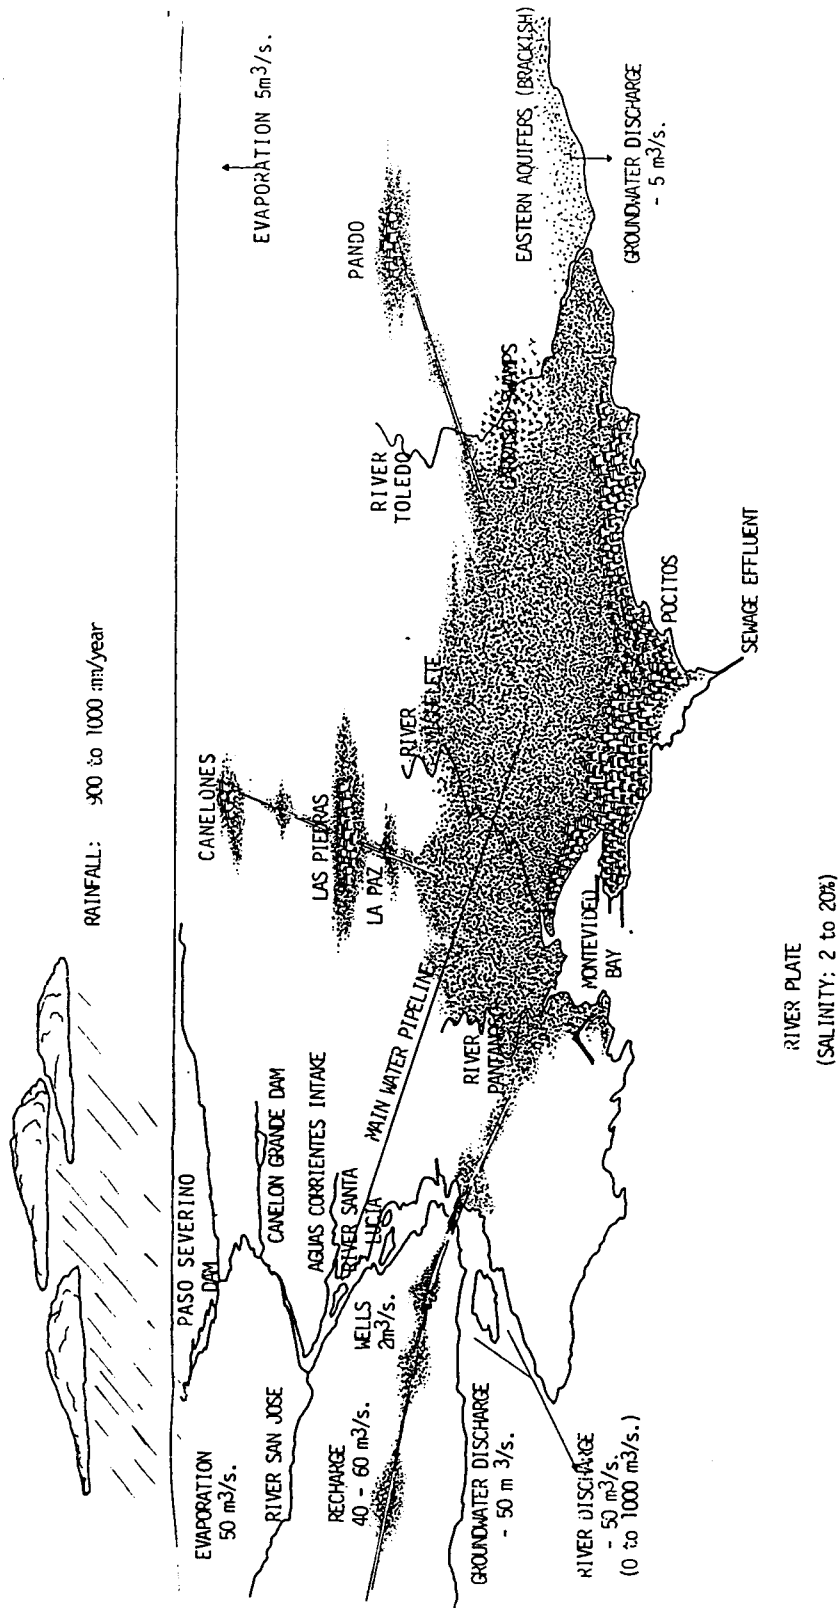 RAINFALL: 900 to 1000 mm/year
EVAPORATION 5m3/s.
PASO SEVERINO
DAM
EVAPORATION
50 m3/s.
CANELONES
CANELON GRANDE DAM
RIVER SAN JOSE
AGUAS CORRIENTES INTAKE
LAS PIEDRAS
LA PAZ
PANDO
RIVER SANTA
LUCIA
RECHARGE
40 - 60 m3/s.
WELLS
2m3/s.
MAIN WATER PIPELINE
RIVER
MIGUELETE
RIVER
TOLEDO
RIVER
PANTANOSO
CARRASCO SWAMPS
EASTERN AQUIFERS (BRACKISH)
GROUNDWATER DISCHARGE
- 50 m 3/s.
GROUNDWATER DISCHARGE
- 5 m3/s.
RIVER DISCHARGE
- 50 m3/s.
(0 to 1000 m3/s.)
MONTEVIDEO
BAY
POCITOS
SEWAGE EFFLUENT
RIVER PLATE
(SALINITY: 2 to 20%)